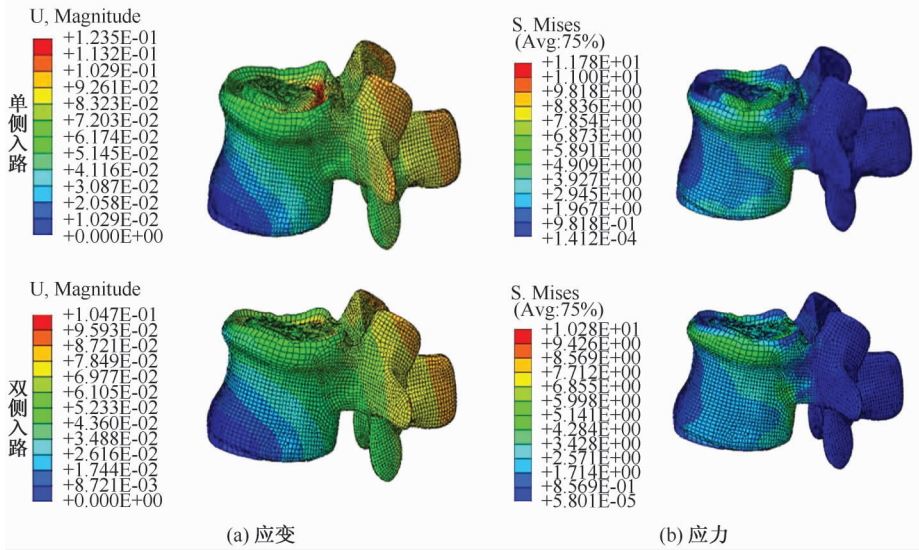 U, Magnitude
+1.235E-01
+1.132E-01
+1.029E-01
+9.261E-02
+8.323E-02
+7.203E-02
+6.174E-02
+5.145E-02
+4.116E-02
+3.087E-02
+2.058E-02
+1.029E-02
+0.000E+00
单侧入路
S. Mises
(Avg:75%)
+1.178E+01
+1.100E+01
+9.818E+00
+8.836E+00
+7.854E+00
+6.873E+00
+5.891E+00
+4.909E+00
+3.927E+00
+2.945E+00
+1.967E+00
+9.818E-01
+1.412E-04
U, Magnitude
+1.047E-01
+9.593E-02
+8.721E-02
+7.849E-02
+6.977E-02
+6.105E-02
+5.233E-02
+4.360E-02
+3.488E-02
+2.616E-02
+1.744E-02
+8.721E-03
+0.000E+00
双侧入路
S. Mises
(Avg:75%)
+1.028E+01
+9.426E+00
+8.569E+00
+7.712E+00
+6.855E+00
+5.998E+00
+5.141E+00
+4.284E+00
+3.428E+00
+2.571E+00
+1.714E+00
+8.569E-01
+5.801E-05
(a) 应变
(b) 应力